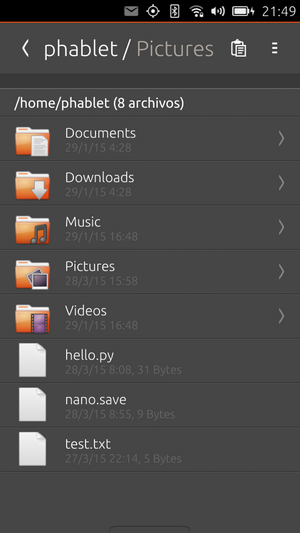 21:49
phablet / Pictures
/home/phablet (8 archivos)
Documents
29/1/15 4:28
Downloads
29/1/15 4:28
Music
29/1/15 16:48
Pictures
28/3/15 15:58
Videos
29/1/15 16:48
hello.py
28/3/15 8:08, 31 Bytes
nano.save
28/3/15 8:55, 9 Bytes
test.txt
27/3/15 22:14, 5 Bytes